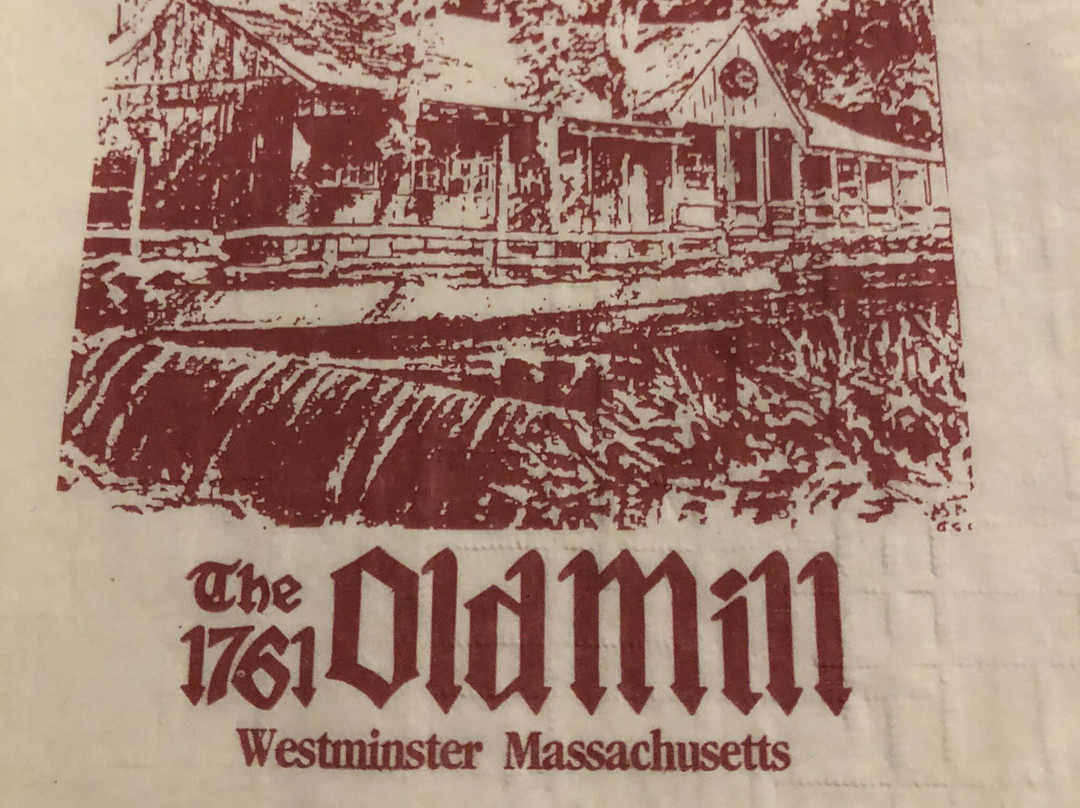 The
1761 Old Mill
Westminster Massachusetts